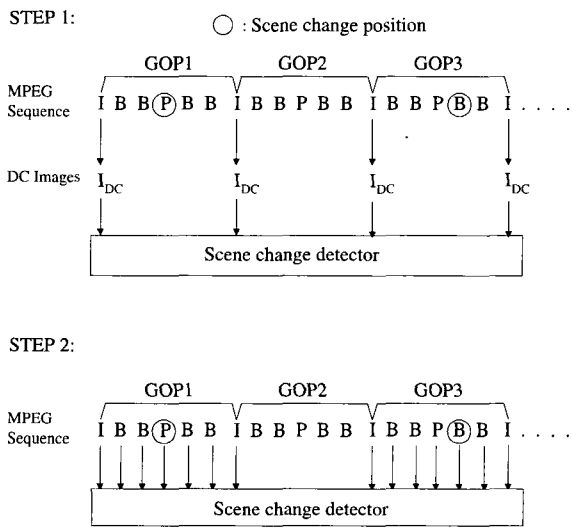 STEP 1:
: Scene change position
GOP1 GOP2 GOP3
MPEG Sequence
I B B P B B I B B P B B I B B P B B I . . . .
DC Images
I_DC I_DC I_DC I_DC
Scene change detector
STEP 2:
GOP1 GOP2 GOP3
MPEG Sequence
I B B P B B I B B P B B I B B P B B I . . . .
Scene change detector